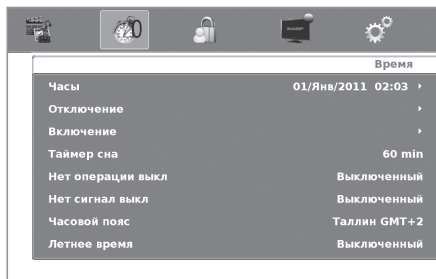 Время
Часы 01/Янв/2011 02:03
Отключение
Включение
Таймер сна 60 min
Нет операции выкл Выключенный
Нет сигнал выкл Выключенный
Часовой пояс Таллин GMT+2
Летнее время Выключенный